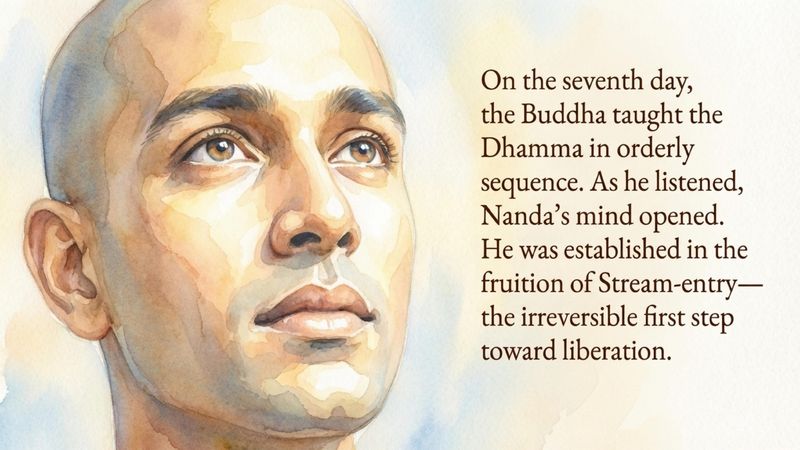 On the seventh day,
the Buddha taught the
Dhamma in orderly
sequence. As he listened,
Nanda’s mind opened.
He was established in the
fruition of Stream-entry—
the irreversible first step
toward liberation.